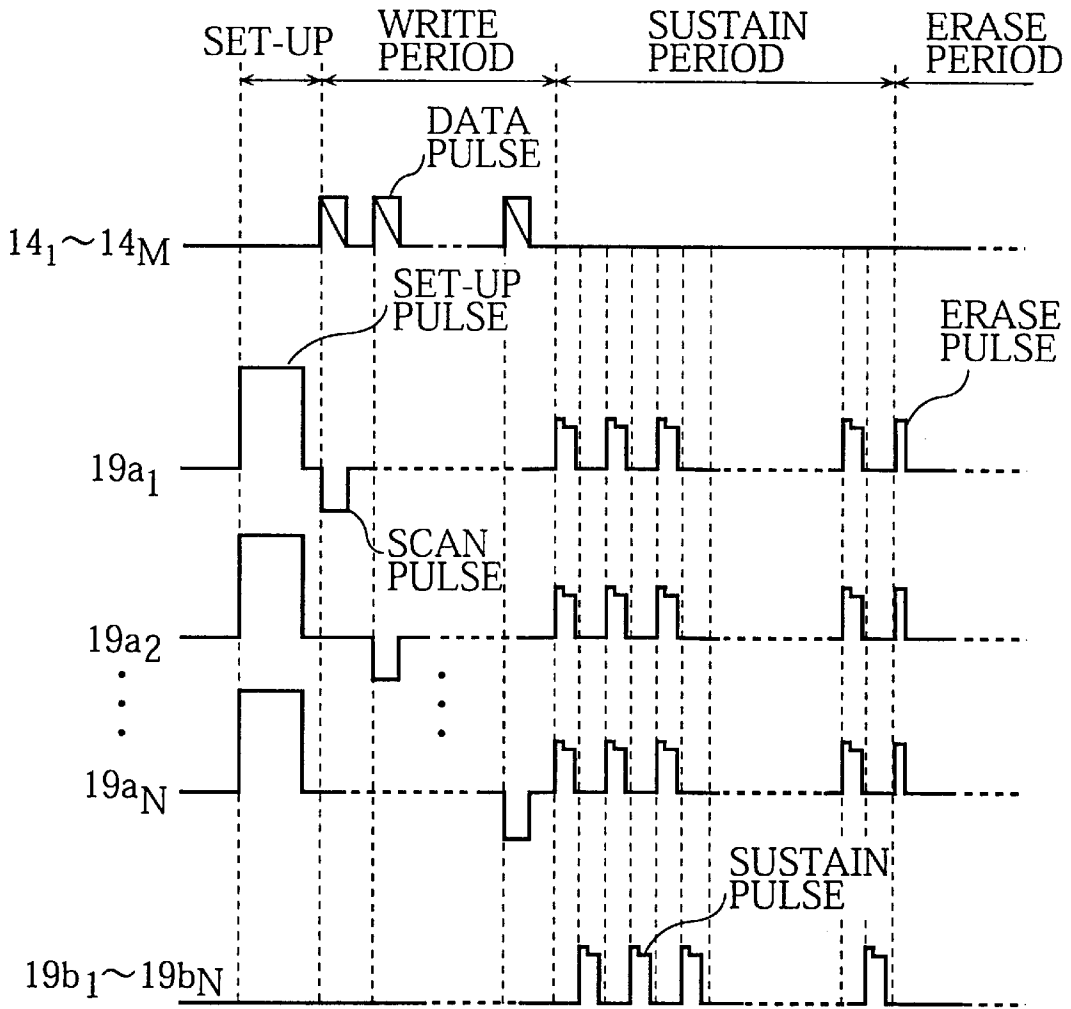 SET-UP
WRITE
PERIOD
SUSTAIN
PERIOD
ERASE
PERIOD
DATA
PULSE
14₁~14M
SET-UP
PULSE
ERASE
PULSE
19a₁
SCAN
PULSE
19a₂
19aN
SUSTAIN
PULSE
19b₁~19bN